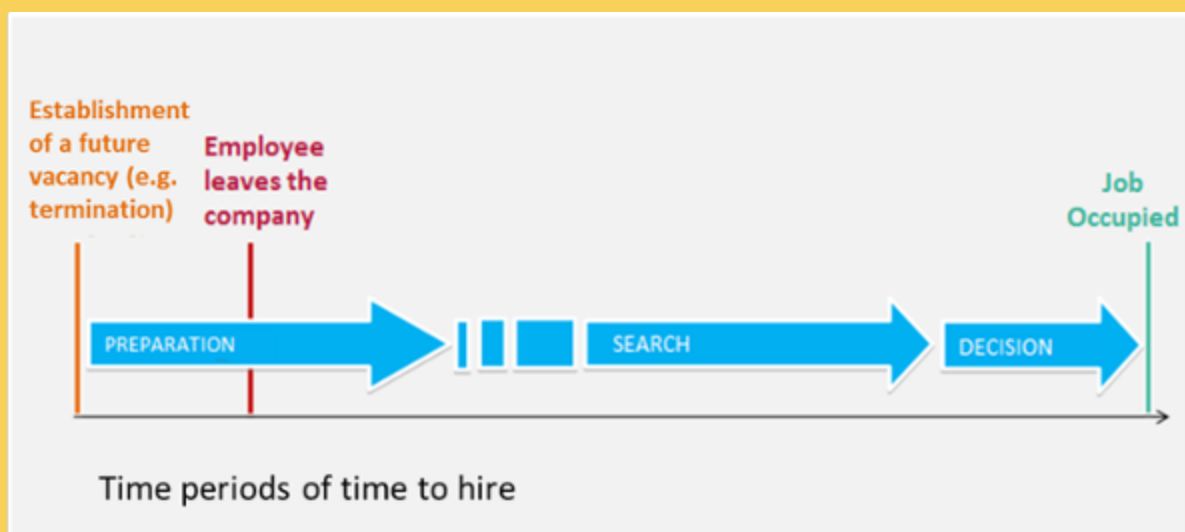 Establishment
of a future
vacancy (e.g.
termination)
Employee
leaves the
company
Job
Occupied
PREPARATION
SEARCH
DECISION
Time periods of time to hire